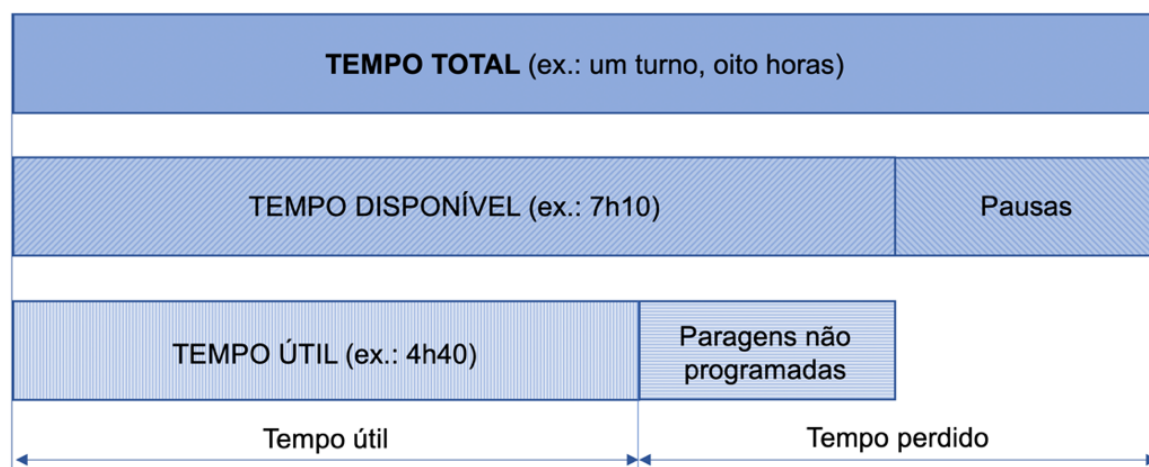 TEMPO TOTAL (ex.: um turno, oito horas)
TEMPO DISPONÍVEL (ex.: 7h10)
Pausas
TEMPO ÚTIL (ex.: 4h40)
Paragens não
programadas
Tempo útil
Tempo perdido